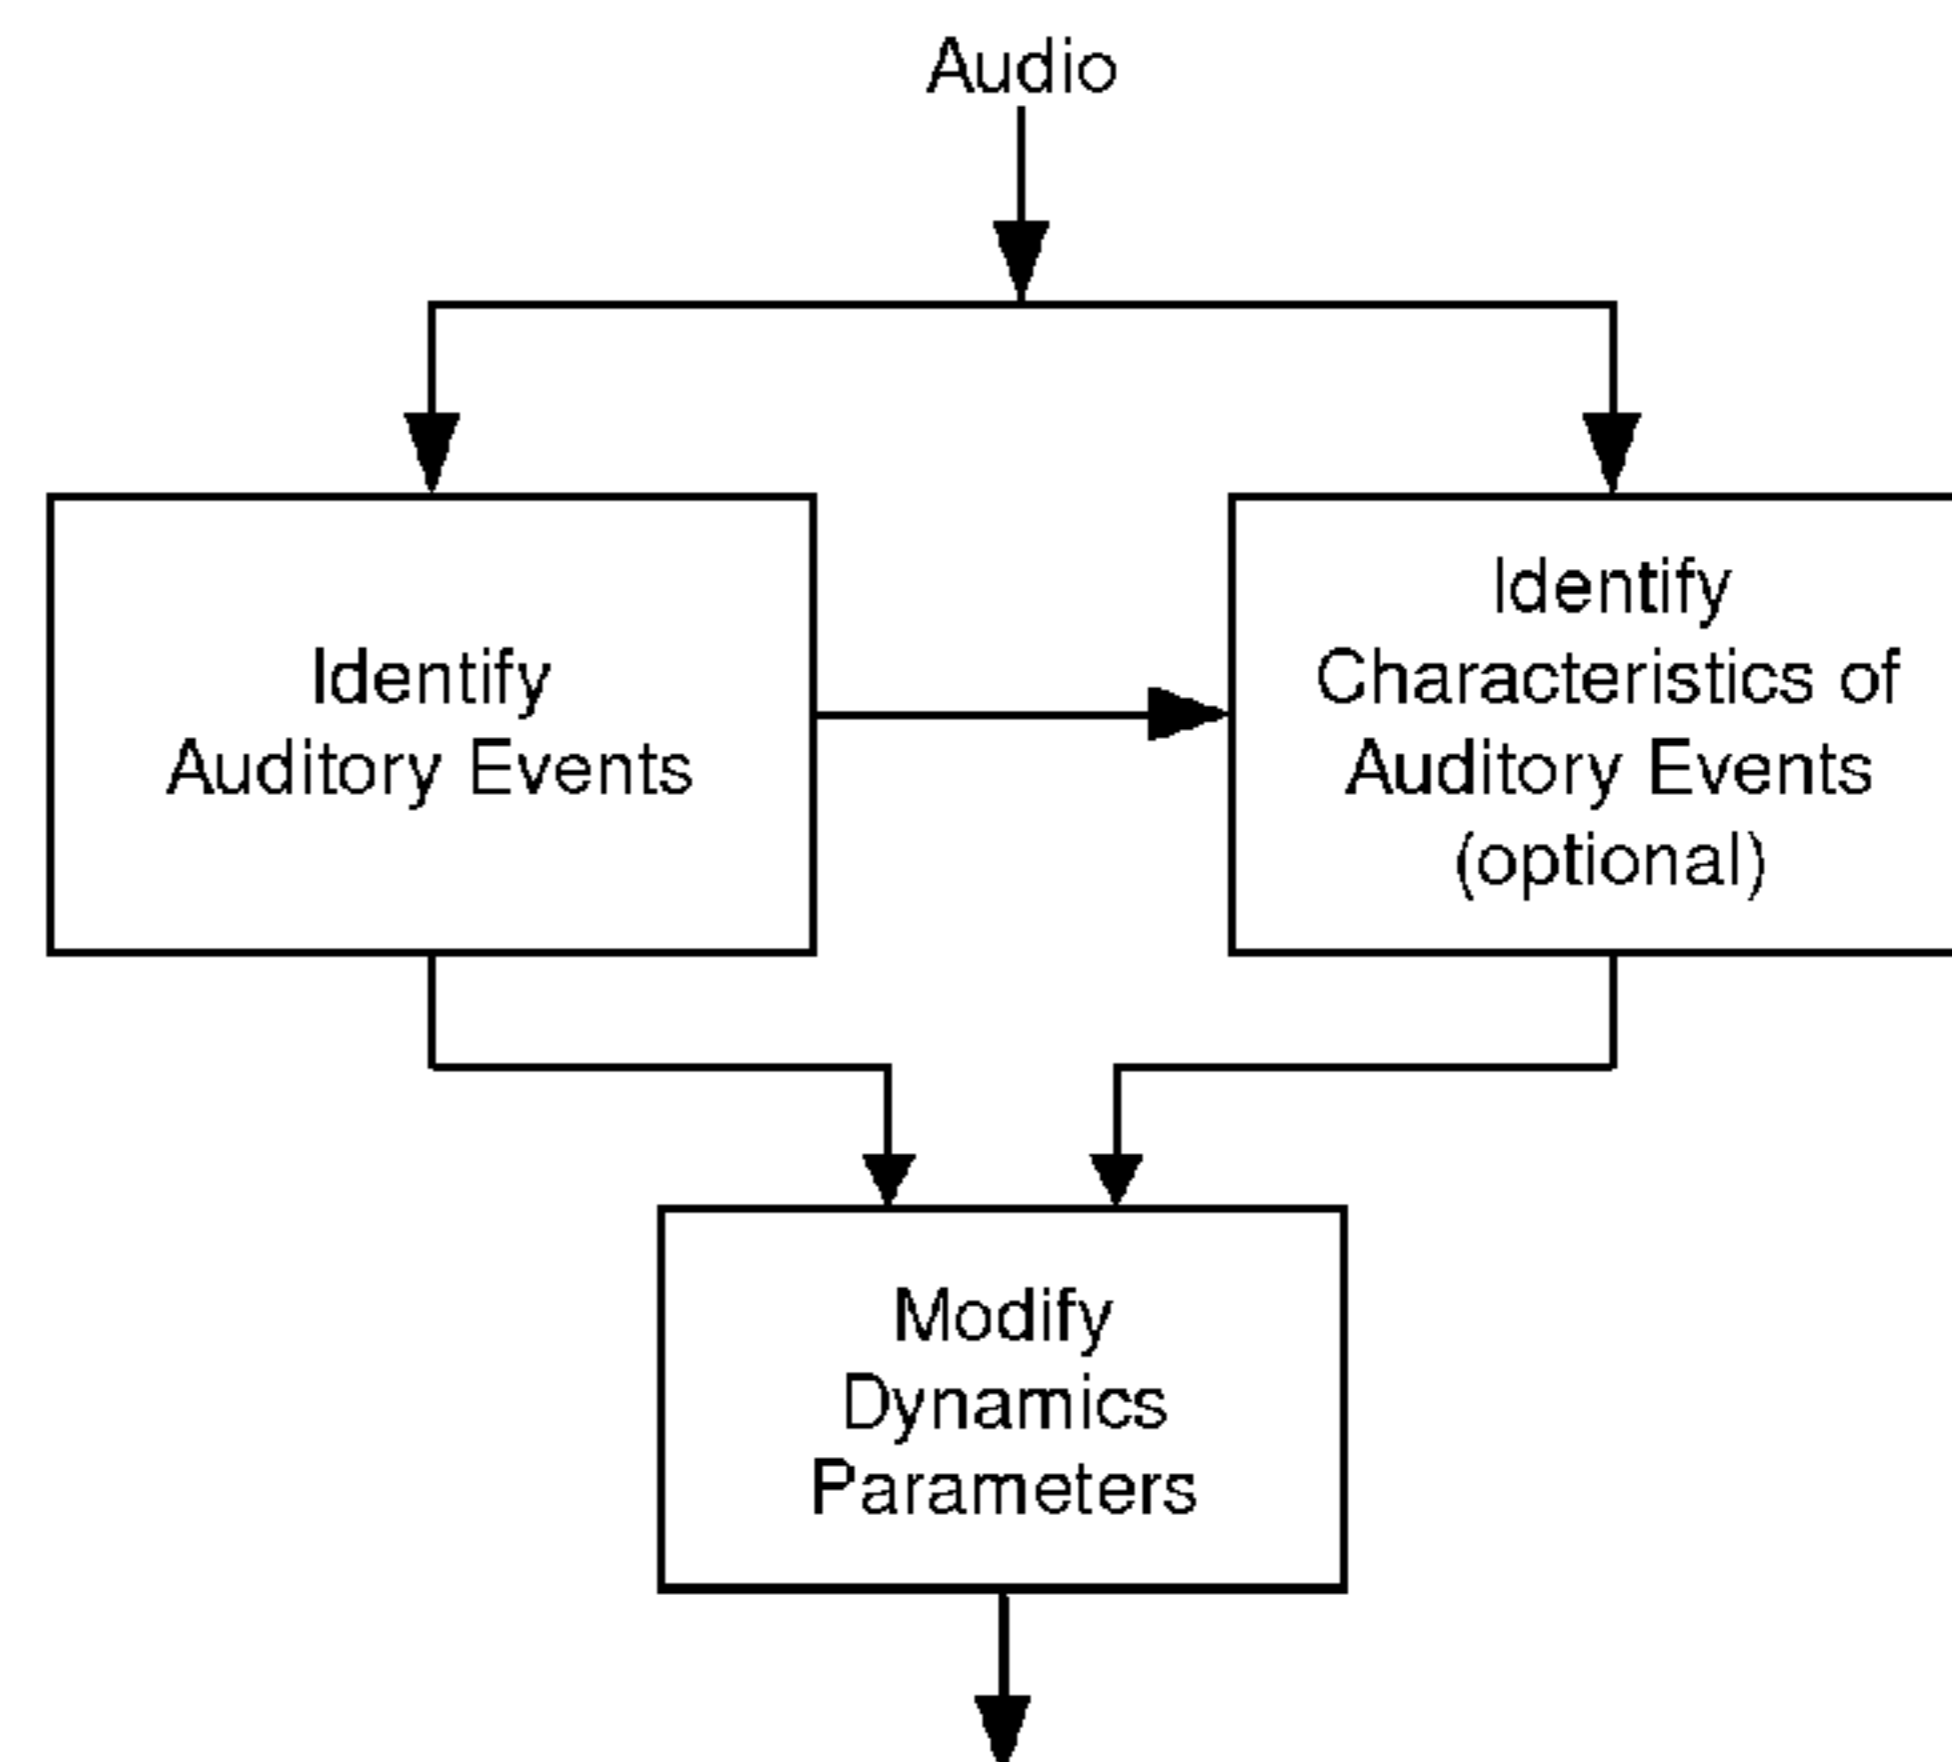 Audio
Identify
Auditory Events
Identify
Characteristics of
Auditory Events
(optional)
Modify
Dynamics
Parameters